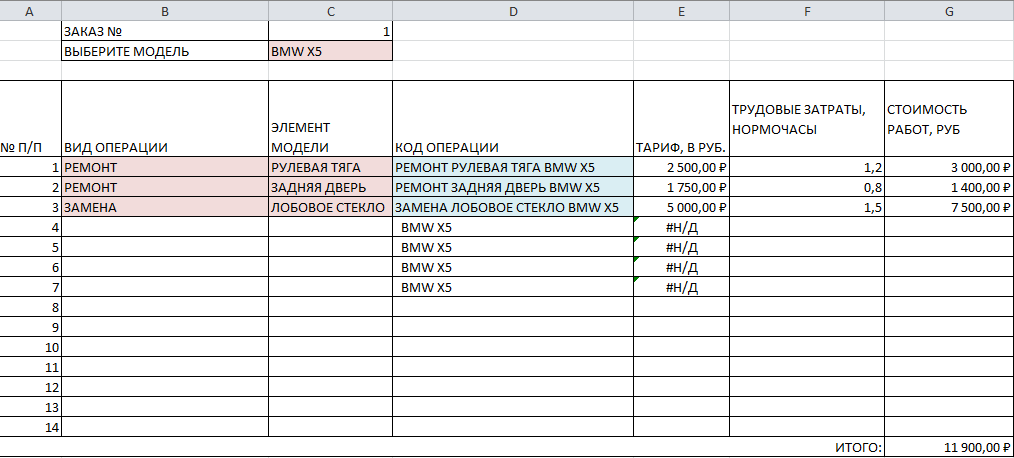 A B C D E F G
ЗАКАЗ № 1
ВЫБЕРИТЕ МОДЕЛЬ BMW X5
№ П/П ВИД ОПЕРАЦИИ ЭЛЕМЕНТ МОДЕЛИ КОД ОПЕРАЦИИ ТАРИФ, В РУБ. ТРУДОВЫЕ ЗАТРАТЫ, НОРМОЧАСЫ СТОИМОСТЬ РАБОТ, РУБ
1 РЕМОНТ РУЛЕВАЯ ТЯГА РЕМОНТ РУЛЕВАЯ ТЯГА BMW X5 2 500,00 ₽ 1,2 3 000,00 ₽
2 РЕМОНТ ЗАДНЯЯ ДВЕРЬ РЕМОНТ ЗАДНЯЯ ДВЕРЬ BMW X5 1 750,00 ₽ 0,8 1 400,00 ₽
3 ЗАМЕНА ЛОБОВОЕ СТЕКЛО ЗАМЕНА ЛОБОВОЕ СТЕКЛО BMW X5 5 000,00 ₽ 1,5 7 500,00 ₽
4 BMW X5 #Н/Д
5 BMW X5 #Н/Д
6 BMW X5 #Н/Д
7 BMW X5 #Н/Д
8
9
10
11
12
13
14
ИТОГО: 11 900,00 ₽